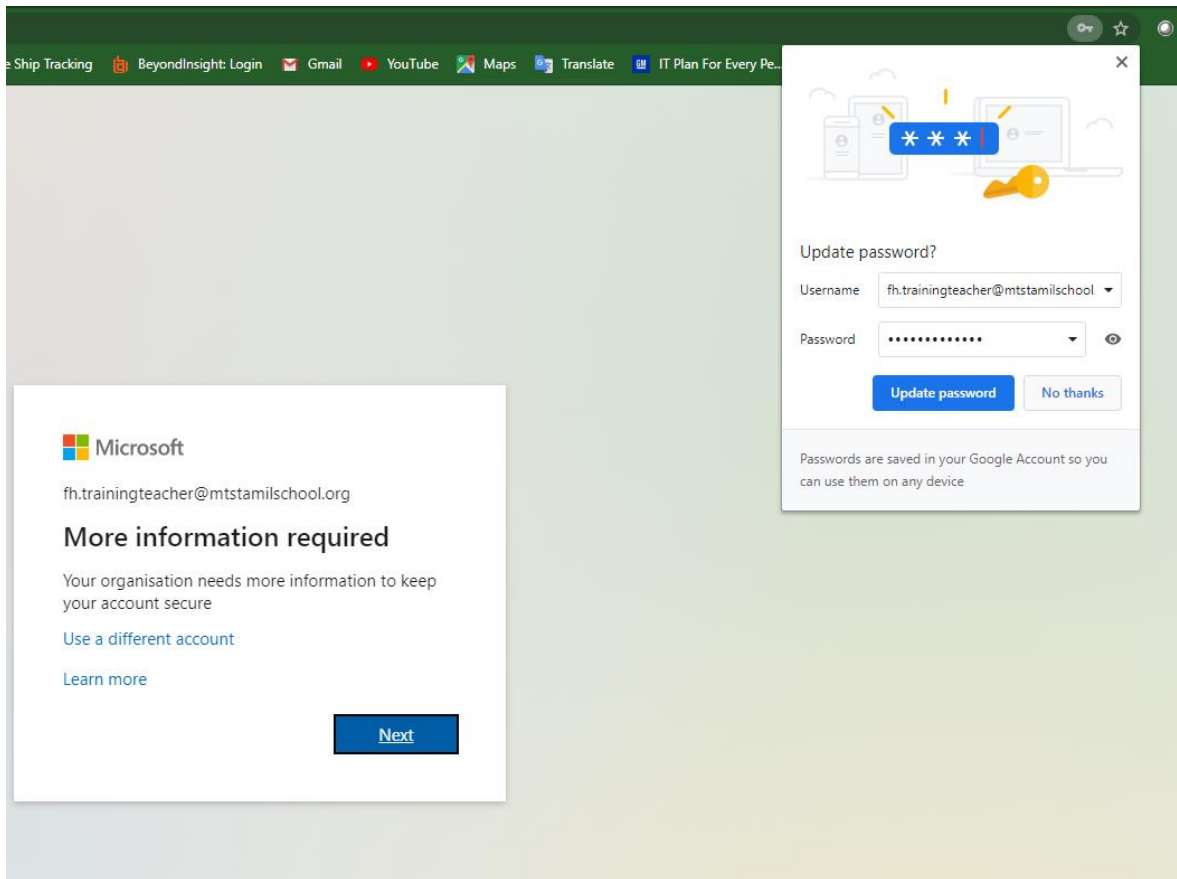 e Ship Tracking BeyondInsight: Login Gmail YouTube Maps Translate IT Plan For Every Pe...
* * *
Update password?
Username fh.trainingteacher@mtstamilschool
Password •••••••••••••
Update password No thanks
Passwords are saved in your Google Account so you
can use them on any device
Microsoft
fh.trainingteacher@mtstamilschool.org
More information required
Your organisation needs more information to keep
your account secure
Use a different account
Learn more
Next